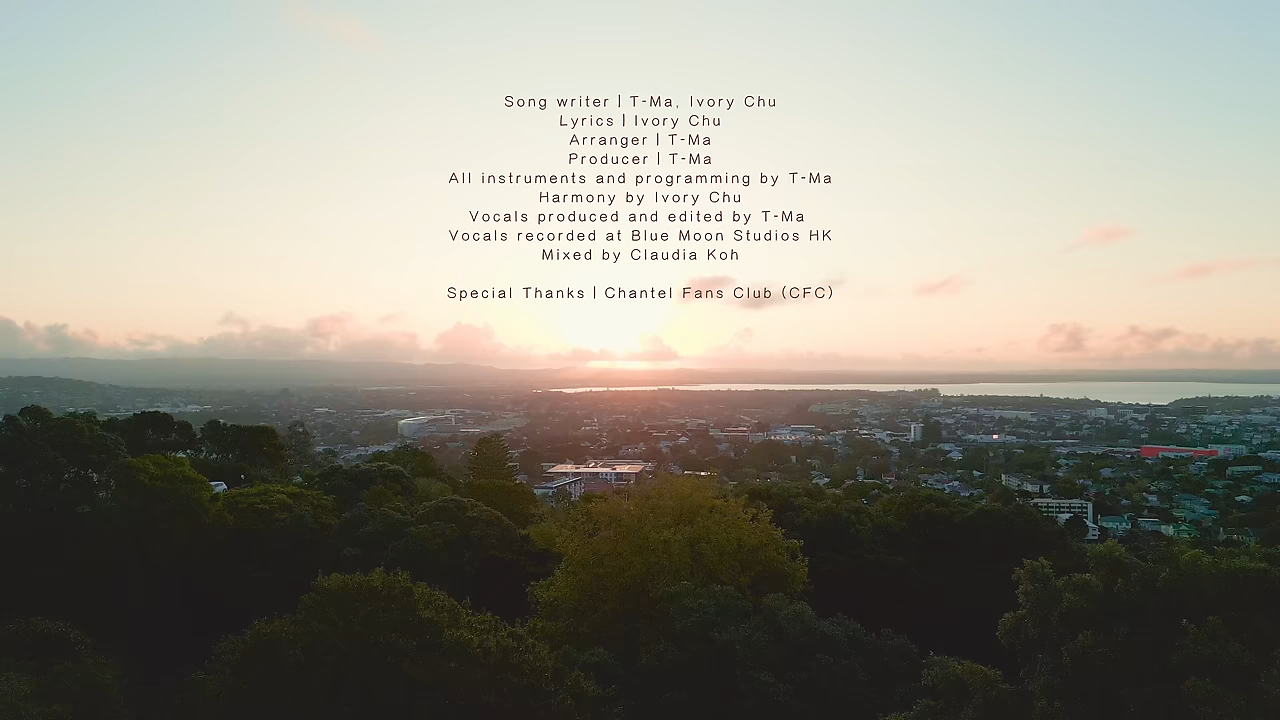 Song writer | T-Ma, Ivory Chu
Lyrics | Ivory Chu
Arranger | T-Ma
Producer | T-Ma
All instruments and programming by T-Ma
Harmony by Ivory Chu
Vocals produced and edited by T-Ma
Vocals recorded at Blue Moon Studios HK
Mixed by Claudia Koh
Special Thanks | Chantel Fans Club (CFC)